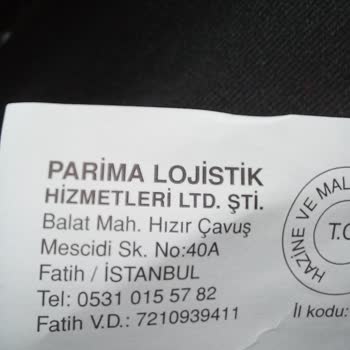 PARİMA LOJİSTİK
HİZMETLERİ LTD. ŞTİ.
Balat Mah. Hızır Çavuş
Mescidi Sk. No:40A
Fatih / İSTANBUL
Tel: 0531 015 57 82
Fatih V.D.: 7210939411
HAZİNE VE MAL
T.C
İl kodu: